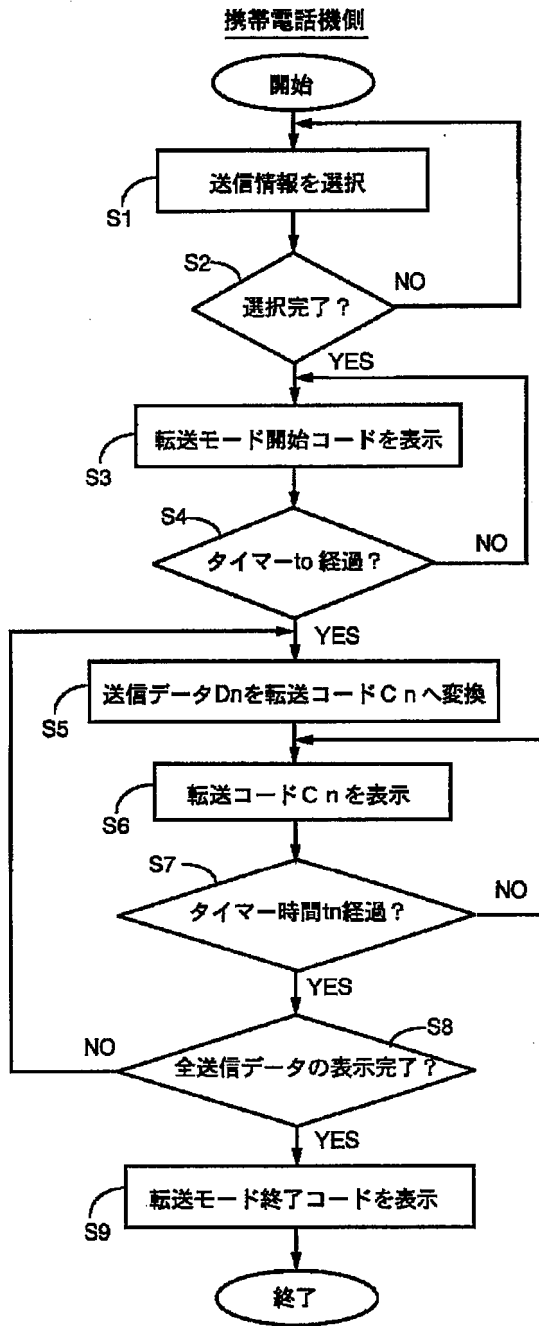 携帯電話機側
開始
送信情報を選択
S1
S2
選択完了？
NO
YES
転送モード開始コードを表示
S3
S4
タイマーto 経過？
NO
YES
送信データDnを転送コードCnへ変換
S5
転送コードCnを表示
S6
S7
タイマー時間tn経過？
NO
YES
S8
全送信データの表示完了？
NO
YES
転送モード終了コードを表示
S9
終了